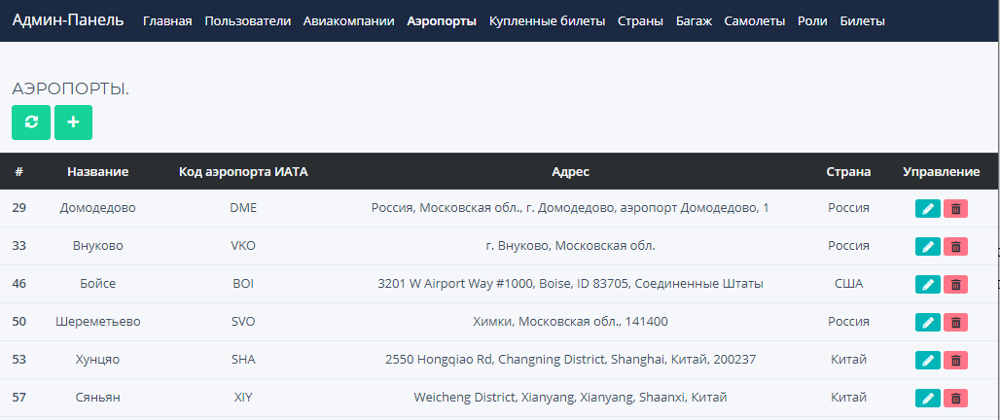 Админ-Панель Главная Пользователи Авиакомпании Аэропорты Купленные билеты Страны Багаж Самолеты Роли Билеты
АЭРОПОРТЫ.
# Название Код аэропорта ИАТА Адрес Страна Управление
29 Домодедово DME Россия, Московская обл., г. Домодедово, аэропорт Домодедово, 1 Россия
33 Внуково VKO г. Внуково, Московская обл. Россия
46 Бойсе BOI 3201 W Airport Way #1000, Boise, ID 83705, Соединенные Штаты США
50 Шереметьево SVO Химки, Московская обл., 141400 Россия
53 Хунцяо SHA 2550 Hongqiao Rd, Changning District, Shanghai, Китай, 200237 Китай
57 Сяньян XIY Weicheng District, Xianyang, Xianyang, Shaanxi, Китай Китай